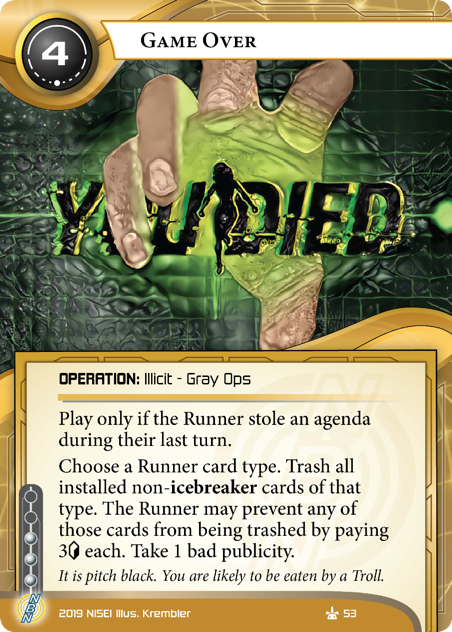 4
GAME OVER
YOU DIED
OPERATION: Illicit - Gray Ops
Play only if the Runner stole an agenda
during their last turn.
Choose a Runner card type. Trash all
installed non-icebreaker cards of that
type. The Runner may prevent any of
those cards from being trashed by paying
3 each. Take 1 bad publicity.
It is pitch black. You are likely to be eaten by a Troll.
NBN
2019 NISEI Illus. Krembler
53